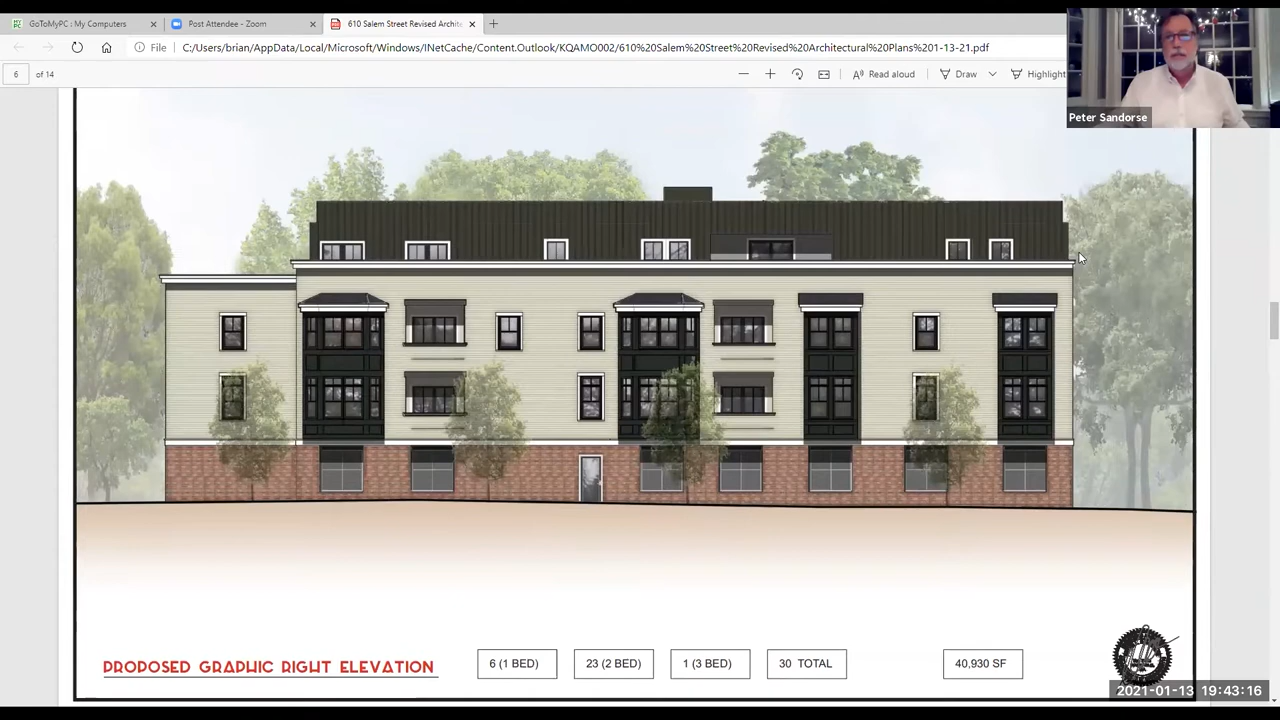 GoToMyPC : My Computers
Post Attendee - Zoom
610 Salem Street Revised Archite
File
C:/Users/brian/AppData/Local/Microsoft/Windows/INetCache/Content.Outlook/KQAMO002/610%20Salem%20Street%20Revised%20Architectural%20Plans%201-13-21.pdf
6 of 14
Read aloud
Draw
Highlight
Peter Sandorse
PROPOSED GRAPHIC RIGHT ELEVATION
6 (1 BED)
23 (2 BED)
1 (3 BED)
30 TOTAL
40,930 SF
2021-01-13 19:43:16